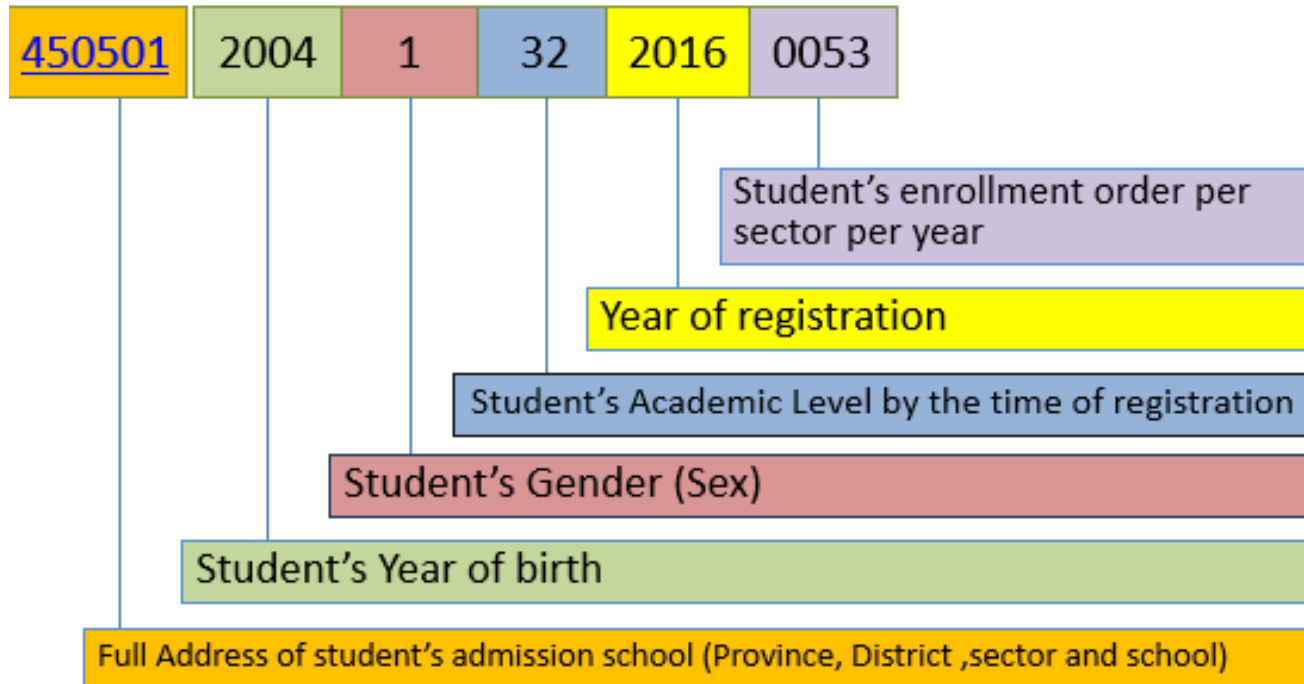 450501 2004 1 32 2016 0053
Student’s enrollment order per
sector per year
Year of registration
Student’s Academic Level by the time of registration
Student’s Gender (Sex)
Student’s Year of birth
Full Address of student’s admission school (Province, District ,sector and school)